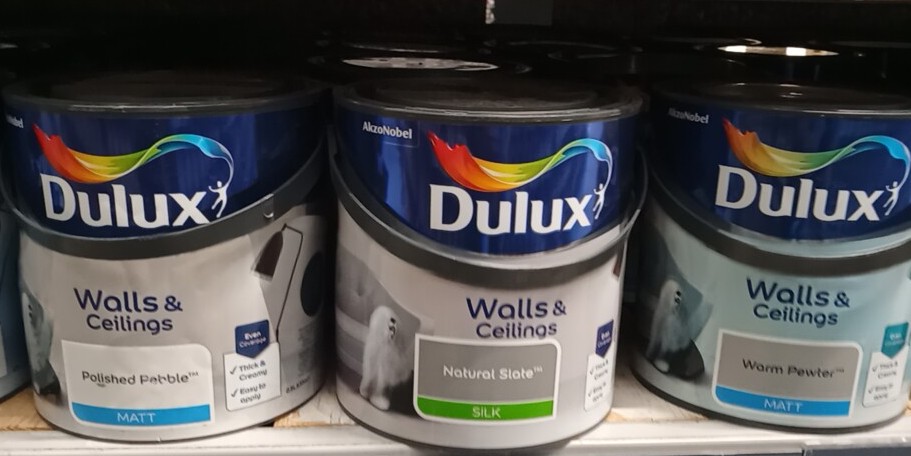 Dulux
Walls &
Ceilings
Even
Coverage
✓ Thick &
Creamy
✓ Easy to
apply
Polished Pebble™
MATT
AkzoNobel
Dulux
Walls &
Ceilings
Natural Slate™
SILK
AkzoNobel
Dulux
Walls &
Ceilings
Warm Pewter™
MATT